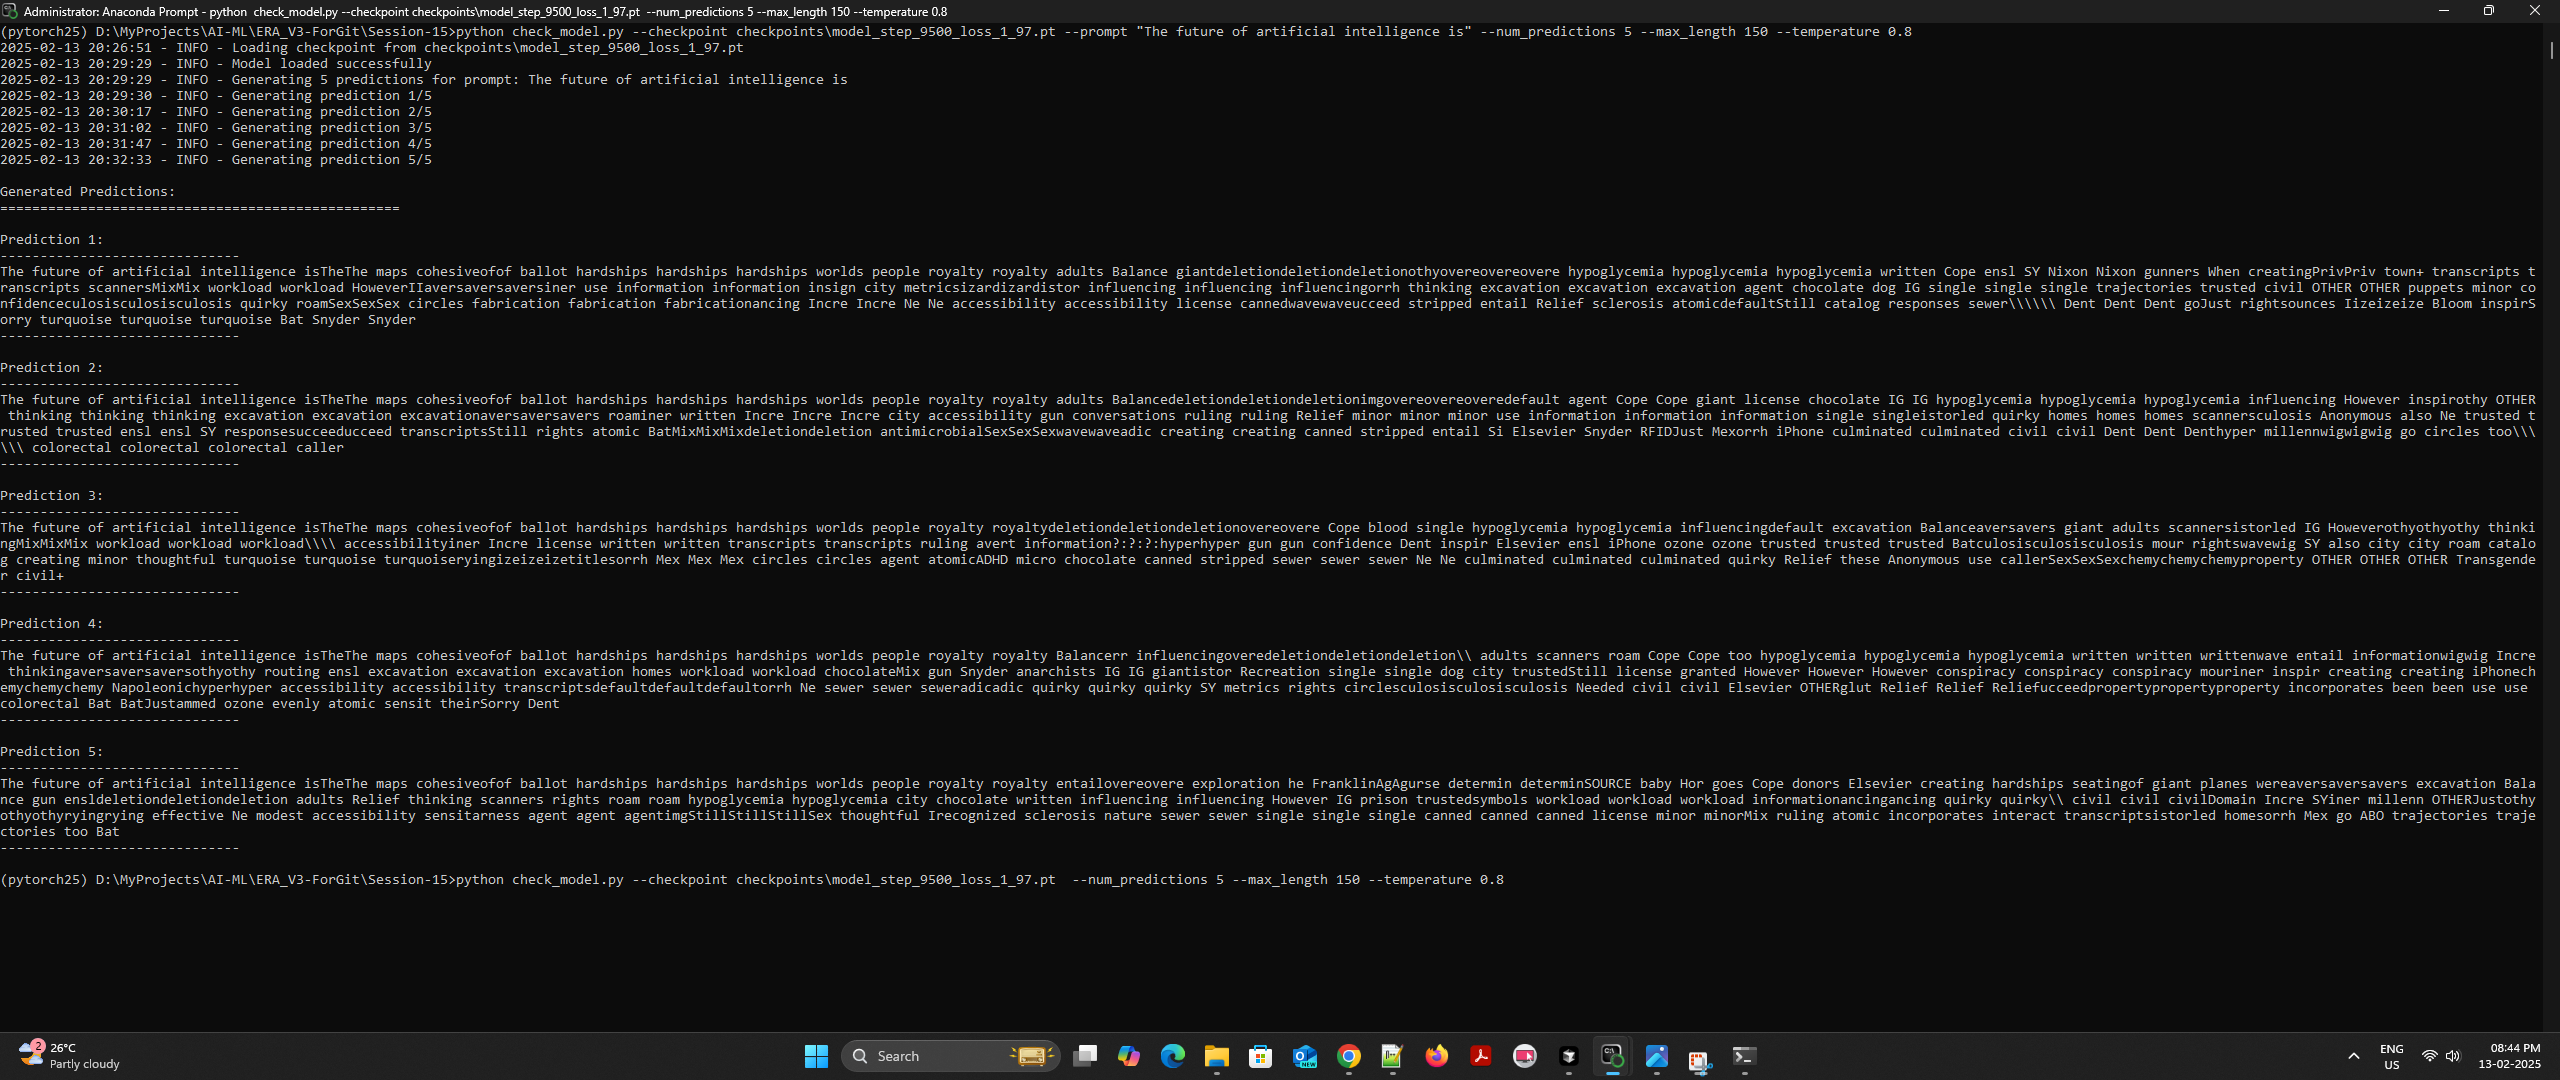 Administrator: Anaconda Prompt - python  check_model.py --checkpoint checkpoints\model_step_9500_loss_1_97.pt  --num_predictions 5 --max_length 150 --temperature 0.8
(pytorch25) D:\MyProjects\AI-ML\ERA_V3-ForGit\Session-15>python check_model.py --checkpoint checkpoints\model_step_9500_loss_1_97.pt --prompt "The future of artificial intelligence is" --num_predictions 5 --max_length 150 --temperature 0.8
2025-02-13 20:26:51 - INFO - Loading checkpoint from checkpoints\model_step_9500_loss_1_97.pt
2025-02-13 20:29:29 - INFO - Model loaded successfully
2025-02-13 20:29:29 - INFO - Generating 5 predictions for prompt: The future of artificial intelligence is
2025-02-13 20:29:30 - INFO - Generating prediction 1/5
2025-02-13 20:30:17 - INFO - Generating prediction 2/5
2025-02-13 20:31:02 - INFO - Generating prediction 3/5
2025-02-13 20:31:47 - INFO - Generating prediction 4/5
2025-02-13 20:32:33 - INFO - Generating prediction 5/5
Generated Predictions:
==================================================
Prediction 1:
------------------------------
The future of artificial intelligence isTheThe maps cohesiveofof ballot hardships hardships hardships worlds people royalty royalty adults Balance giantdeletiondeletiondeletionothyovereovereovere hypoglycemia hypoglycemia hypoglycemia written Cope ensl SY Nixon Nixon gunners When creatingPrivPriv town+ transcripts t
ranscripts scannersMixMix workload workload HoweverIIaversaversaversiner use information information insign city metricsizardizardistor influencing influencing influencingorrh thinking excavation excavation excavation agent chocolate dog IG single single single trajectories trusted civil OTHER OTHER puppets minor co
nfidenceculosisculosisculosis quirky roamSexSexSex circles fabrication fabrication fabricationancing Incre Incre Ne Ne accessibility accessibility license cannedwavewaveucceed stripped entail Relief sclerosis atomicdefaultStill catalog responses sewer\\\\\\ Dent Dent Dent goJust rightsounces Iizeizeize Bloom inspirS
orry turquoise turquoise turquoise Bat Snyder Snyder
------------------------------
Prediction 2:
------------------------------
The future of artificial intelligence isTheThe maps cohesiveofof ballot hardships hardships hardships worlds people royalty royalty adults Balancedeletiondeletiondeletionimgovereovereoveredefault agent Cope Cope giant license chocolate IG IG hypoglycemia hypoglycemia hypoglycemia influencing However inspirothy OTHER
 thinking thinking thinking excavation excavation excavationaversaversavers roaminer written Incre Incre Incre city accessibility gun conversations ruling ruling Relief minor minor minor use information information information single singleistorled quirky homes homes homes scannersculosis Anonymous also Ne trusted t
rusted trusted ensl ensl SY responsesucceeducceed transcriptsStill rights atomic BatMixMixMixdeletiondeletion antimicrobialSexSexSexwavewaveadic creating creating canned stripped entail Si Elsevier Snyder RFIDJust Mexorrh iPhone culminated culminated civil civil Dent Dent Denthyper millennwigwigwig go circles too\\\
\\\ colorectal colorectal colorectal caller
------------------------------
Prediction 3:
------------------------------
The future of artificial intelligence isTheThe maps cohesiveofof ballot hardships hardships hardships worlds people royalty royaltydeletiondeletiondeletionovereovere Cope blood single hypoglycemia hypoglycemia influencingdefault excavation Balanceaversavers giant adults scannersistorled IG Howeverothyothyothy thinki
ngMixMixMix workload workload workload\\\\ accessibilityiner Incre license written written transcripts transcripts ruling avert information?:?:?:hyperhyper gun gun confidence Dent inspir Elsevier ensl iPhone ozone ozone trusted trusted trusted Batculosisculosisculosis mour rightswavewig SY also city city roam catalo
g creating minor thoughtful turquoise turquoise turquoiseryingizeizeizetitlesorrh Mex Mex Mex circles circles agent atomicADHD micro chocolate canned stripped sewer sewer sewer Ne Ne culminated culminated culminated quirky Relief these Anonymous use callerSexSexSexchemychemychemyproperty OTHER OTHER OTHER Transgende
r civil+
------------------------------
Prediction 4:
------------------------------
The future of artificial intelligence isTheThe maps cohesiveofof ballot hardships hardships hardships worlds people royalty royalty Balancerr influencingoveredeletiondeletiondeletion\\ adults scanners roam Cope Cope too hypoglycemia hypoglycemia hypoglycemia written written writtenwave entail informationwigwig Incre
 thinkingaversaversaversothyothy routing ensl excavation excavation excavation homes workload workload chocolateMix gun Snyder anarchists IG IG giantistor Recreation single single dog city trustedStill license granted However However However conspiracy conspiracy conspiracy mouriner inspir creating creating iPhonech
emychemychemy Napoleonichyperhyper accessibility accessibility transcriptsdefaultdefaultdefaultorrh Ne sewer sewer seweradicadic quirky quirky quirky SY metrics rights circlesculosisculosisculosis Needed civil civil Elsevier OTHERglut Relief Relief Reliefucceedpropertypropertyproperty incorporates been been use use
colorectal Bat BatJustammed ozone evenly atomic sensit theirSorry Dent
------------------------------
Prediction 5:
------------------------------
The future of artificial intelligence isTheThe maps cohesiveofof ballot hardships hardships hardships worlds people royalty royalty entailovereovere exploration he FranklinAgAgurse determin determinSOURCE baby Hor goes Cope donors Elsevier creating hardships seatingof giant planes wereaversaversavers excavation Bala
nce gun ensldeletiondeletiondeletion adults Relief thinking scanners rights roam roam hypoglycemia hypoglycemia city chocolate written influencing influencing However IG prison trustedsymbols workload workload workload informationancingancing quirky quirky\\ civil civil civilDomain Incre SYiner millenn OTHERJustothy
othyothyryingrying effective Ne modest accessibility sensitarness agent agent agentimgStillStillStillSex thoughtful Irecognized sclerosis nature sewer sewer single single single canned canned canned license minor minorMix ruling atomic incorporates interact transcriptsistorled homesorrh Mex go ABO trajectories traje
ctories too Bat
------------------------------
(pytorch25) D:\MyProjects\AI-ML\ERA_V3-ForGit\Session-15>python check_model.py --checkpoint checkpoints\model_step_9500_loss_1_97.pt  --num_predictions 5 --max_length 150 --temperature 0.8
2
26°C
Partly cloudy
Search
NEW
ENG
US
08:44 PM
13-02-2025